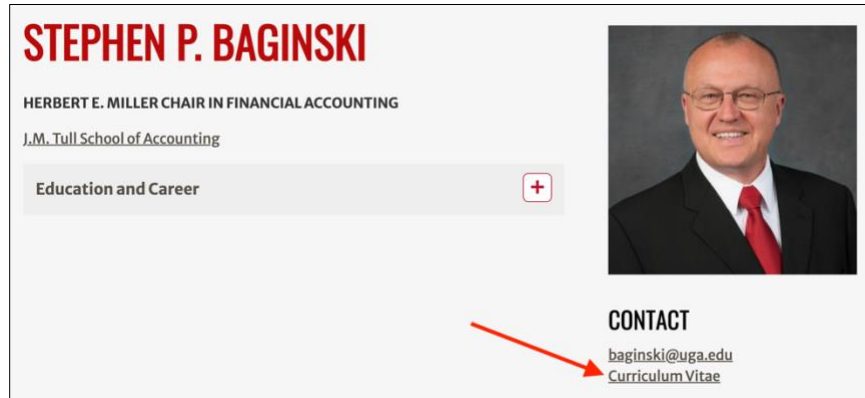 STEPHEN P. BAGINSKI
HERBERT E. MILLER CHAIR IN FINANCIAL ACCOUNTING
J.M. Tull School of Accounting
Education and Career
+
CONTACT
baginski@uga.edu
Curriculum Vitae